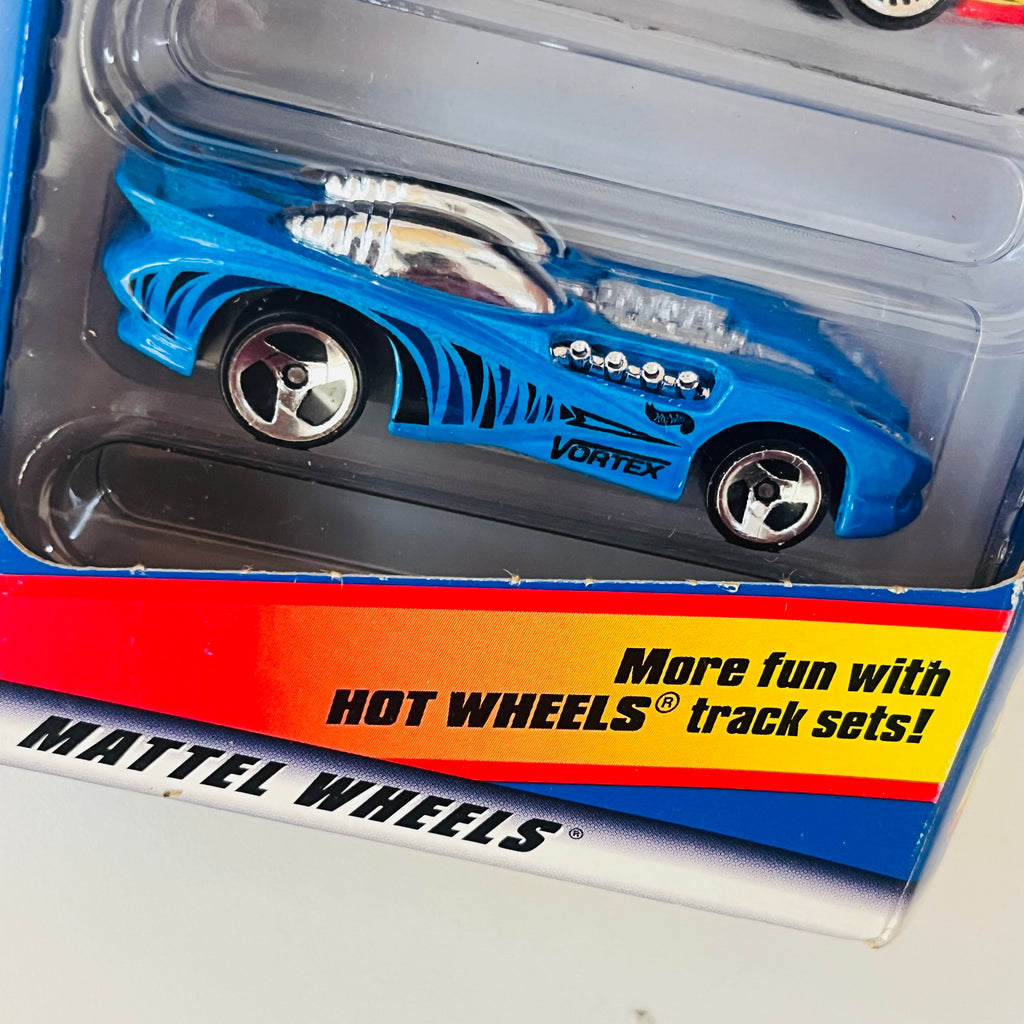 VORTEX
More fun with
HOT WHEELS® track sets!
MATTEL WHEELS®